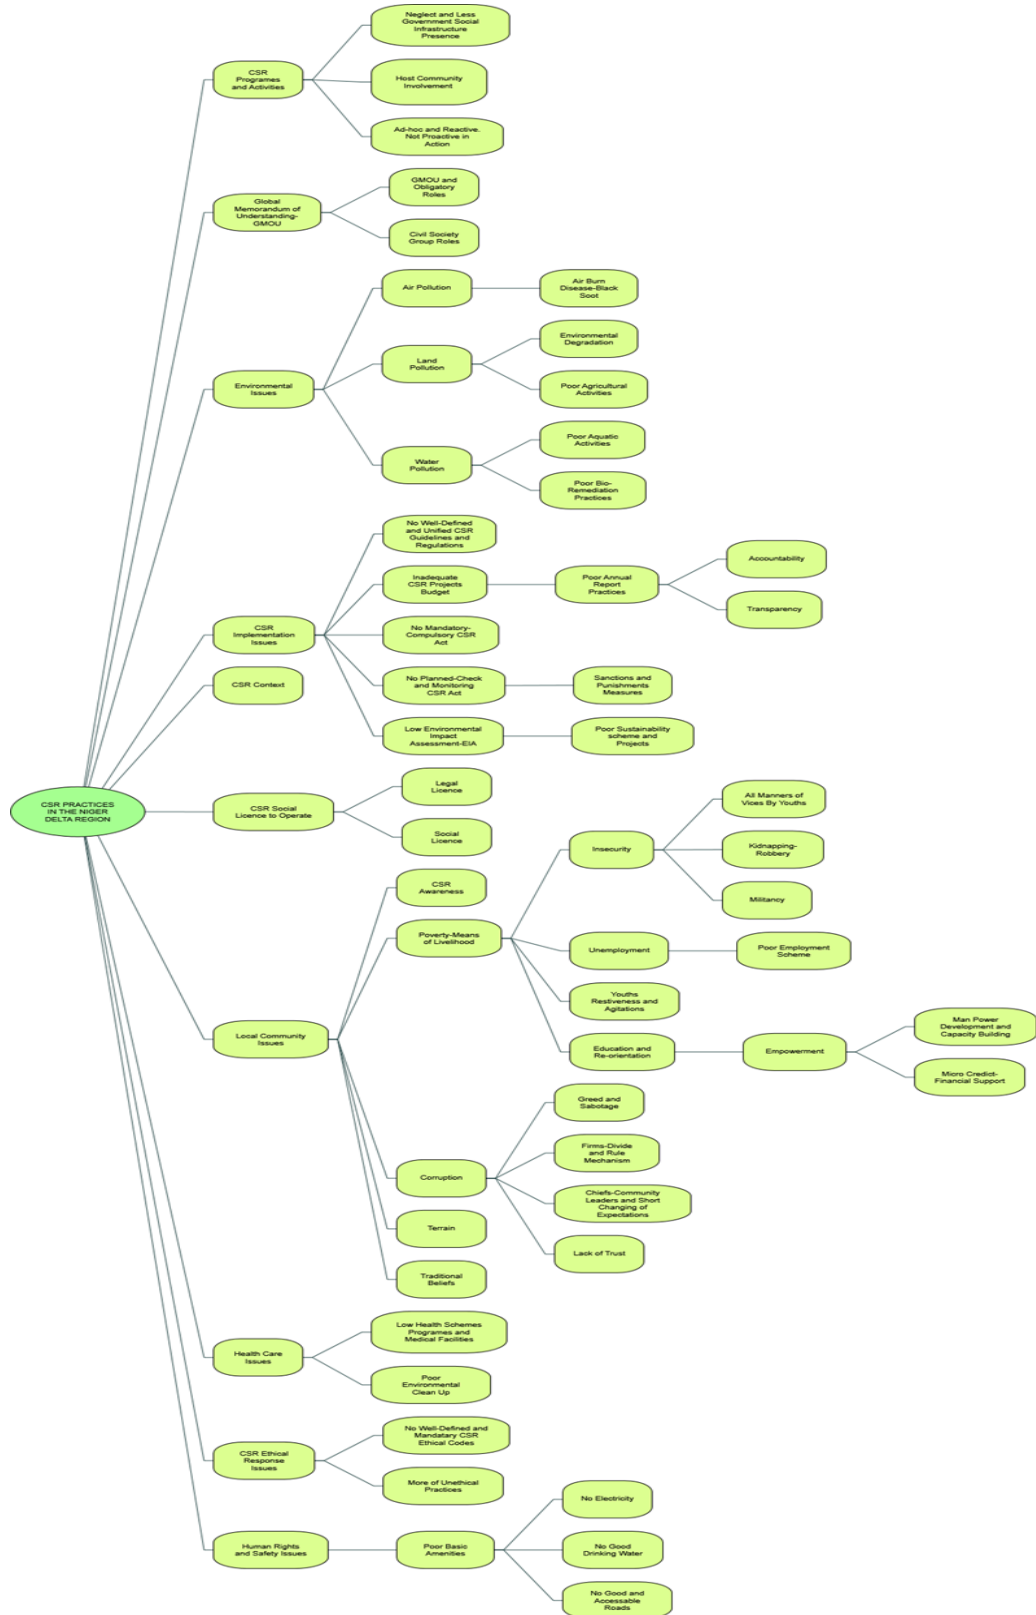 Neglect and Less
Government Social
Infrastructure
Presence
CSR
Programes
and Activities
Host Community
Involvement
Ad-hoc and Reactive.
Not Proactive in
Action
GMOU and
Obligatory
Roles
Global
Memorandum of
Understanding-
GMOU
Civil Society
Group Roles
Air Pollution
Air Burn
Disease-Black
Soot
Environmental
Degradation
Land
Pollution
Environmental
Issues
Poor Agricultural
Activities
Poor Aquatic
Activities
Water
Pollution
Poor Bio-
Remediation
Practices
No Well-Defined
and Unified CSR
Guidelines and
Regulations
Accountability
Inadequate
CSR Projects
Budget
Poor Annual
Report
Practices
Transparency
CSR
Implementation
Issues
No Mandatory-
Compulsory CSR
Act
CSR Context
No Planned-Check
and Monitoring
CSR Act
Sanctions and
Punishments
Measures
Low Environmental
Impact
Assessment-EIA
Poor Sustainability
scheme and
Projects
Legal
Licence
CSR PRACTICES
IN THE NIGER
DELTA REGION
CSR Social
Licence to Operate
Social
Licence
All Manners of
Vices By Youths
Insecurity
Kidnapping-
Robbery
CSR
Awareness
Militancy
Poverty-Means
of Livelihood
Unemployment
Poor Employment
Scheme
Youths
Restiveness and
Agitations
Man Power
Development and
Capacity Building
Local Community
Issues
Education and
Re-orientation
Empowerment
Micro Credict-
Financial Support
Greed and
Sabotage
Firms-Divide
and Rule
Mechanism
Corruption
Chiefs-Community
Leaders and Short
Changing of
Expectations
Terrain
Lack of Trust
Traditional
Beliefs
Low Health Schemes
Programes and
Medical Facilities
Health Care
Issues
Poor
Environmental
Clean Up
No Well-Defined and
Mandatary CSR
Ethical Codes
CSR Ethical
Response
Issues
More of Unethical
Practices
No Electricity
Human Rights
and Safety Issues
Poor Basic
Amenities
No Good
Drinking Water
No Good and
Accessable
Roads